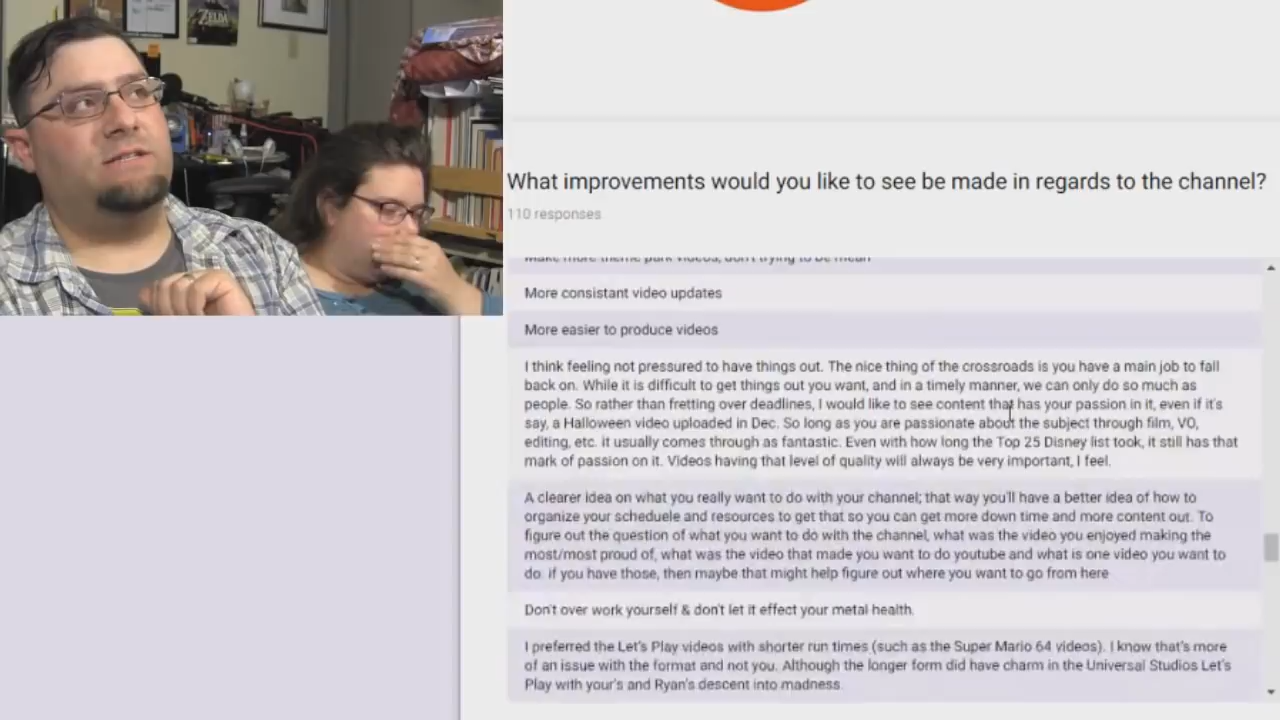 ZELDA
What improvements would you like to see be made in regards to the channel?
110 responses
Make more theme park videos, don't trying to be mean
More consistant video updates
More easier to produce videos
I think feeling not pressured to have things out. The nice thing of the crossroads is you have a main job to fall
back on. While it is difficult to get things out you want, and in a timely manner, we can only do so much as
people. So rather than fretting over deadlines, I would like to see content that has your passion in it, even if it's
say, a Halloween video uploaded in Dec. So long as you are passionate about the subject through film, VO,
editing, etc. it usually comes through as fantastic. Even with how long the Top 25 Disney list took, it still has that
mark of passion on it. Videos having that level of quality will always be very important, I feel.
A clearer idea on what you really want to do with your channel; that way you'll have a better idea of how to
organize your scheduele and resources to get that so you can get more down time and more content out. To
figure out the question of what you want to do with the channel, what was the video you enjoyed making the
most/most proud of, what was the video that made you want to do youtube and what is one video you want to
do. if you have those, then maybe that might help figure out where you want to go from here
Don't over work yourself & don't let it effect your metal health.
I preferred the Let's Play videos with shorter run times (such as the Super Mario 64 videos). I know that's more
of an issue with the format and not you. Although the longer form did have charm in the Universal Studios Let's
Play with your's and Ryan's descent into madness.